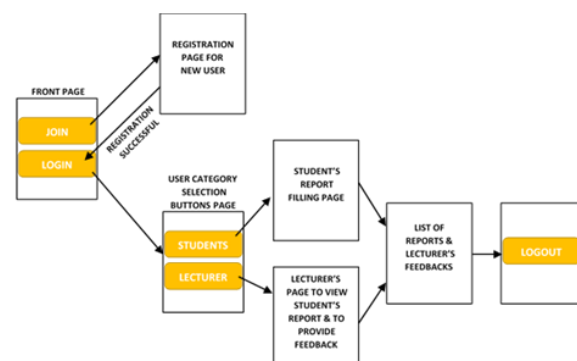 REGISTRATION
PAGE FOR
NEW USER
FRONT PAGE
JOIN
LOGIN
REGISTRATION
SUCCESSFUL
USER CATEGORY
SELECTION
BUTTONS PAGE
STUDENTS
LECTURER
STUDENT'S
REPORT
FILLING PAGE
LECTURER'S
PAGE TO VIEW
STUDENT'S
REPORT & TO
PROVIDE
FEEDBACK
LIST OF
REPORTS &
LECTURER'S
FEEDBACKS
LOGOUT